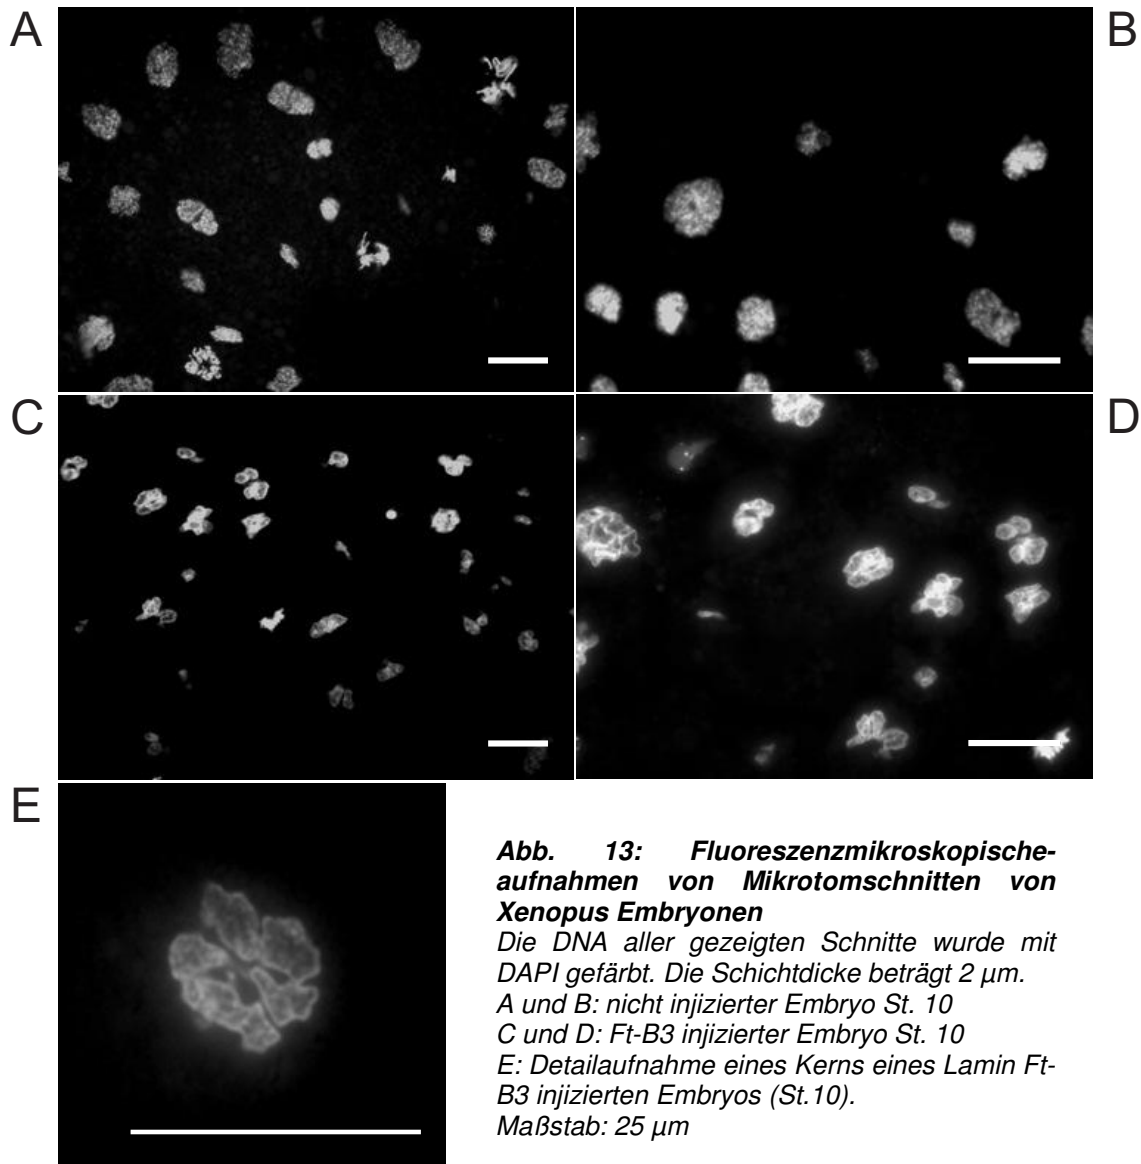 A
B
C
D
E
Abb. 13: Fluoreszenzmikroskopische-
aufnahmen von Mikrotomschnitten von
Xenopus Embryonen
Die DNA aller gezeigten Schnitte wurde mit
DAPI gefärbt. Die Schichtdicke beträgt 2 µm.
A und B: nicht injizierter Embryo St. 10
C und D: Ft-B3 injizierter Embryo St. 10
E: Detailaufnahme eines Kerns eines Lamin Ft-
B3 injizierten Embryos (St.10).
Maßstab: 25 µm